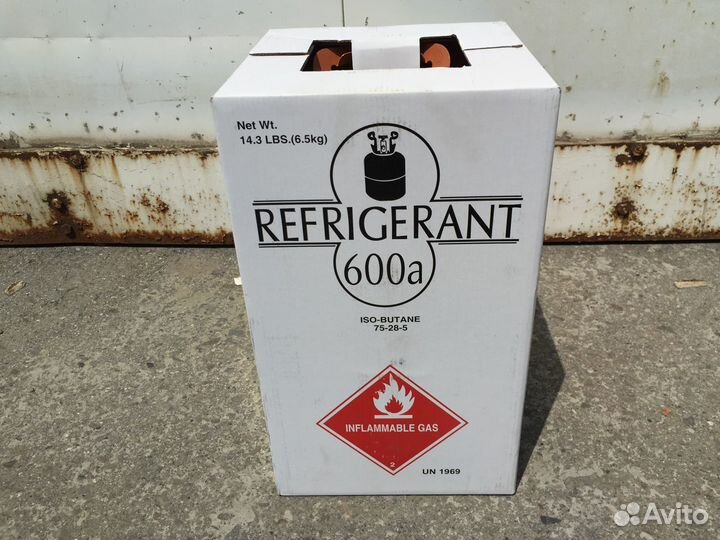 Net Wt.
14.3 LBS.(6.5kg)
REFRIGERANT
600a
ISO-BUTANE
75-28-5
INFLAMMABLE GAS
2
UN 1969
Avito